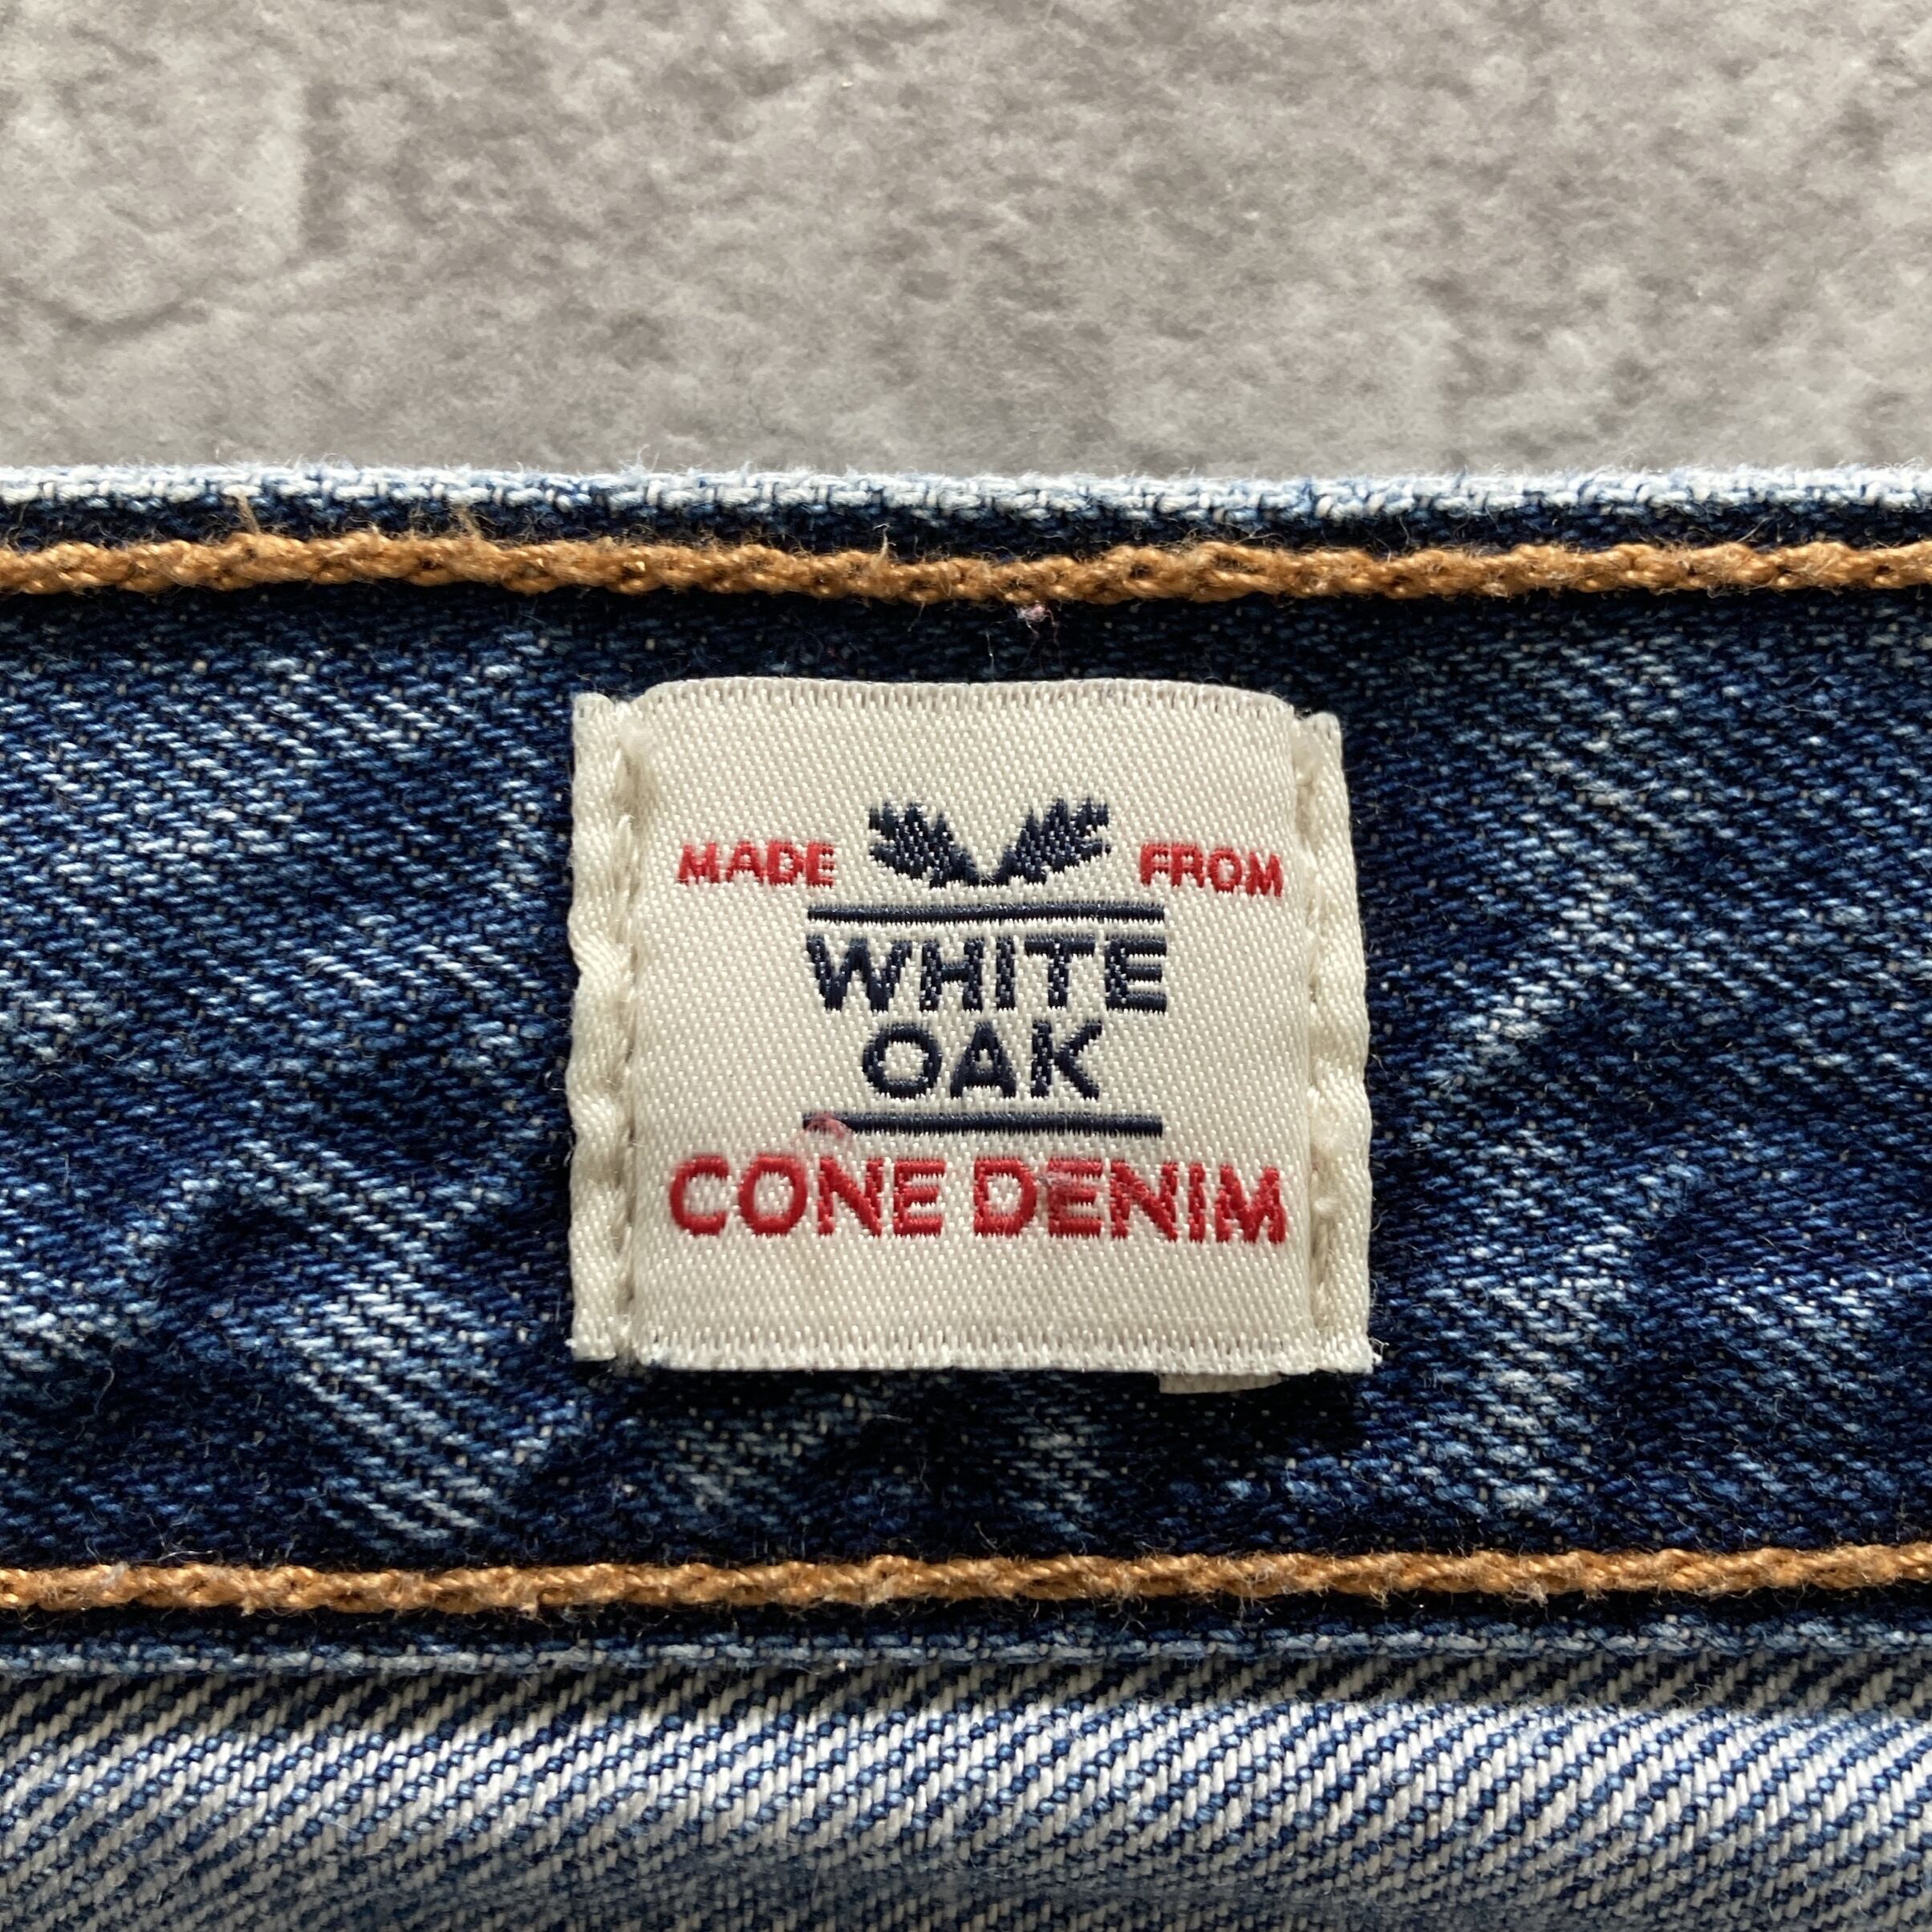 MADE FROM
WHITE
OAK
CONE DENIM